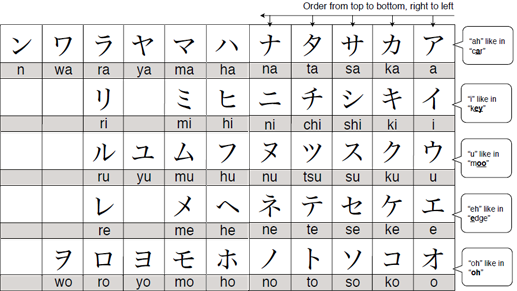 Order from top to bottom, right to left
ン ワ ラ ヤ マ ハ ナ タ サ カ ア
n wa ra ya ma ha na ta sa ka a
"ah" like in "car"
リ ミ ヒ ニ チ シ キ イ
ri mi hi ni chi shi ki i
"i" like in "key"
ル ユ ム フ ヌ ツ ス ク ウ
ru yu mu hu nu tsu su ku u
"u" like in "moo"
レ メ ヘ ネ テ セ ケ エ
re me he ne te se ke e
"eh" like in "edge"
ヲ ロ ヨ モ ホ ノ ト ソ コ オ
wo ro yo mo ho no to so ko o
"oh" like in "oh"